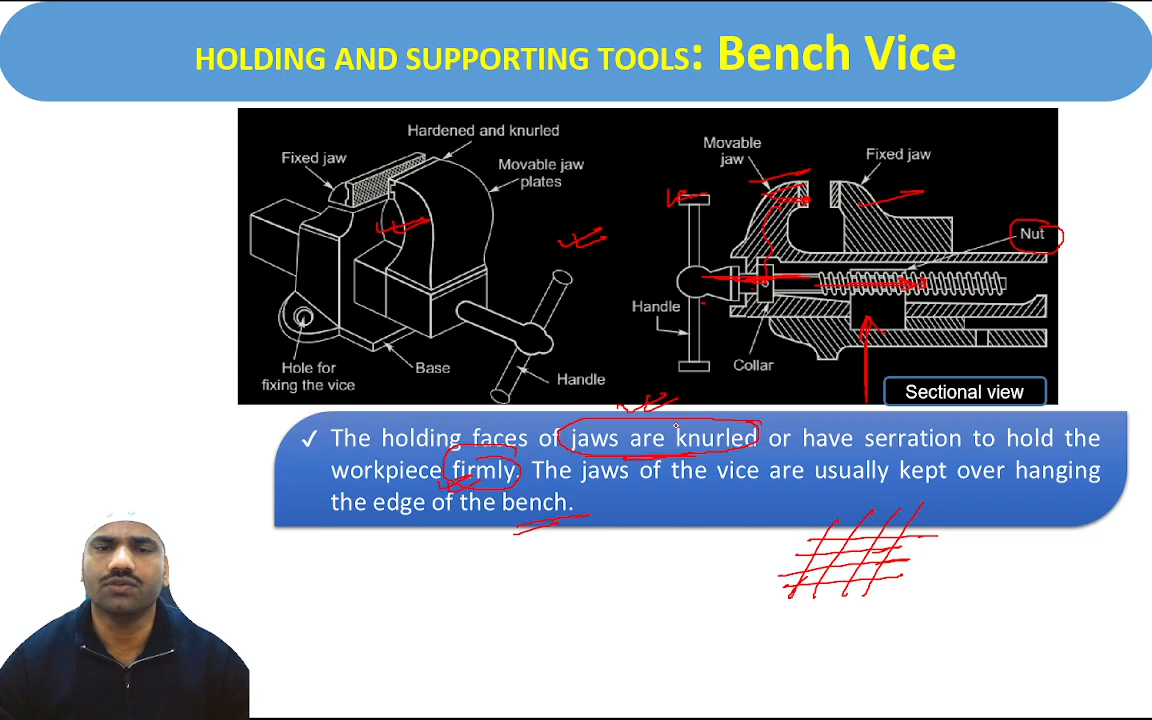 HOLDING AND SUPPORTING TOOLS: Bench Vice
Hardened and knurled
Fixed jaw
Movable jaw
plates
Hole for
fixing the vice
Base
Handle
Movable
jaw
Fixed jaw
Nut
Handle
Collar
Sectional view
✓ The holding faces of jaws are knurled or have serration to hold the
workpiece firmly. The jaws of the vice are usually kept over hanging
the edge of the bench.